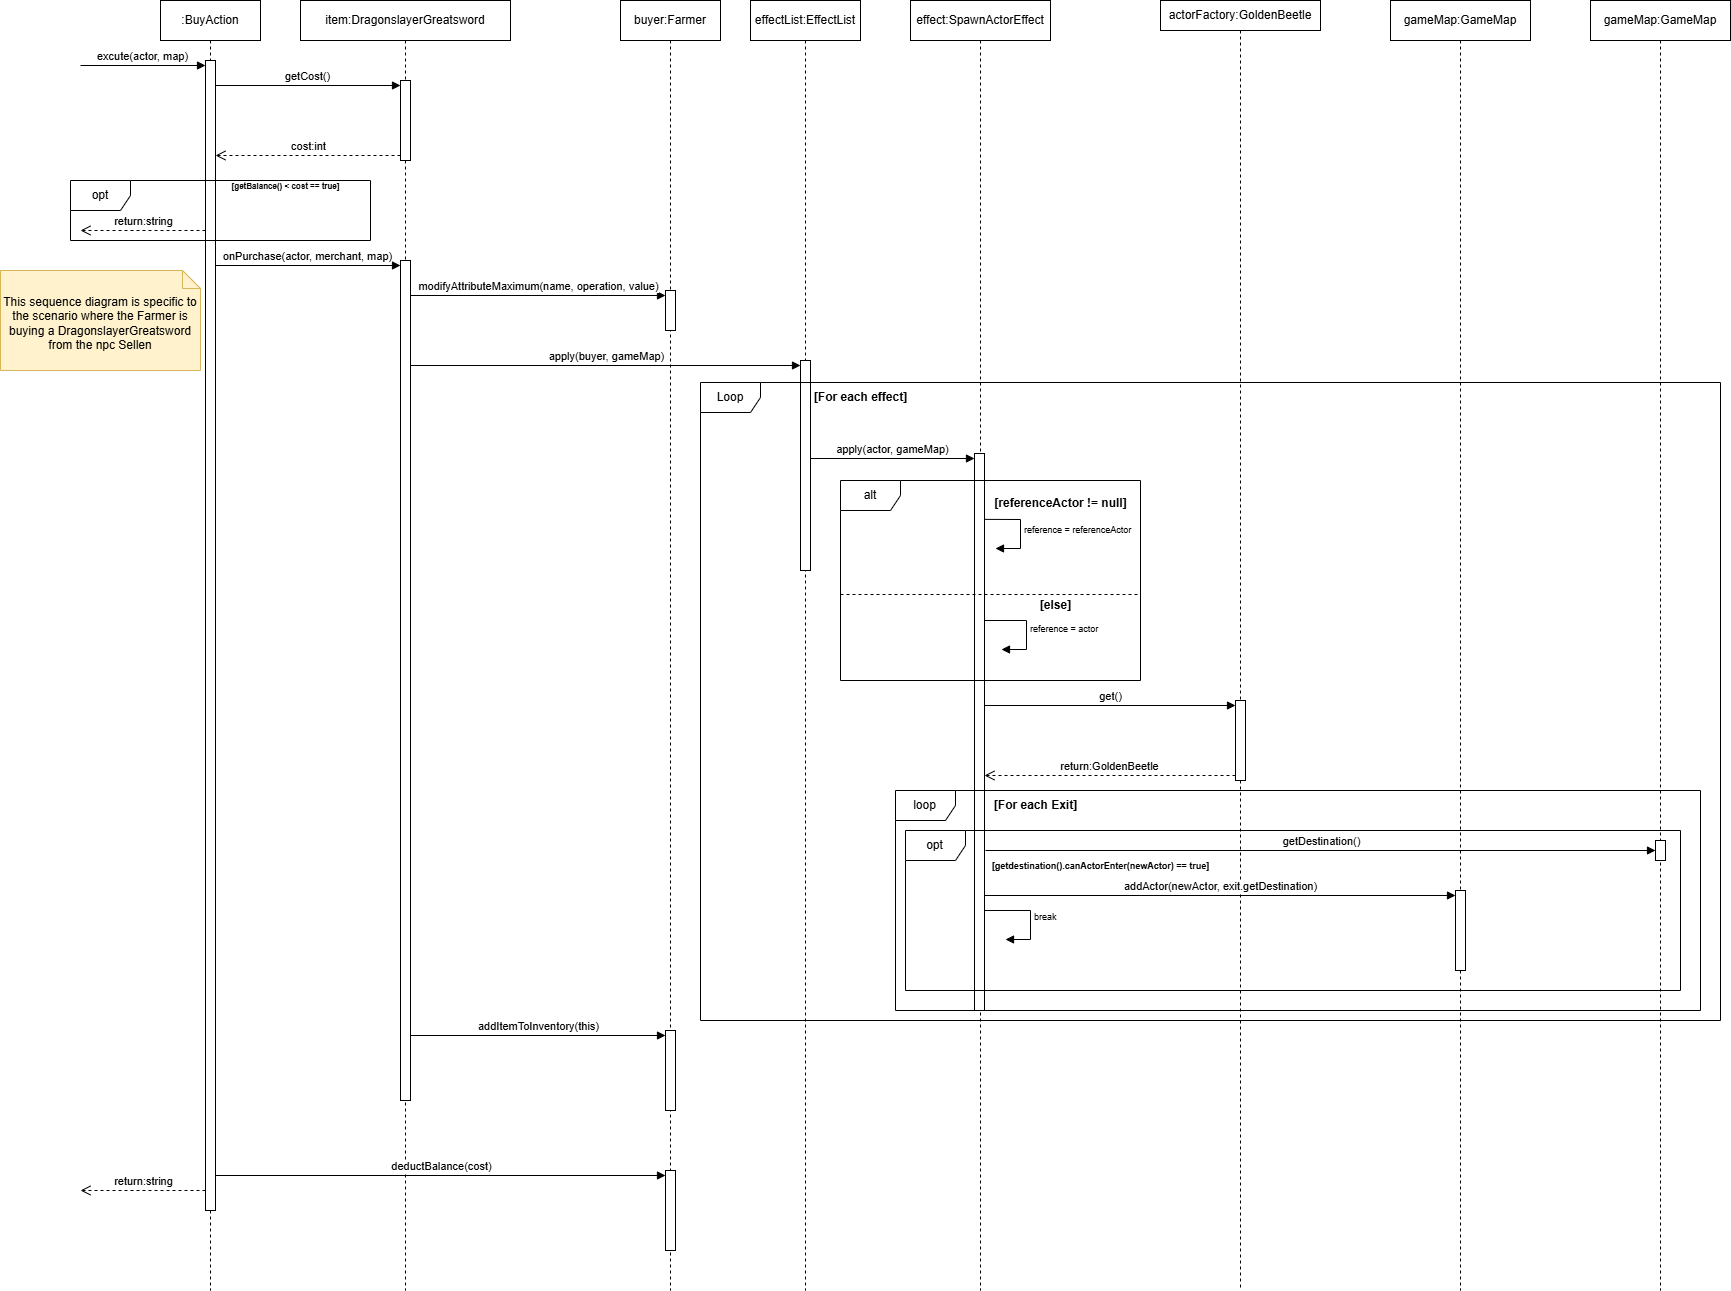 :BuyAction
item:DragonslayerGreatsword
buyer:Farmer
effectList:EffectList
effect:SpawnActorEffect
actorFactory:GoldenBeetle
gameMap:GameMap
gameMap:GameMap
excute(actor, map)
getCost()
cost:int
opt
[getBalance() < cost == true]
return:string
onPurchase(actor, merchant, map)
This sequence diagram is specific to
the scenario where the Farmer is
buying a DragonslayerGreatsword
from the npc Sellen
modifyAttributeMaximum(name, operation, value)
apply(buyer, gameMap)
Loop
[For each effect]
apply(actor, gameMap)
alt
[referenceActor != null]
reference = referenceActor
[else]
reference = actor
get()
return:GoldenBeetle
loop
[For each Exit]
opt
getDestination()
[getdestination().canActorEnter(newActor) == true]
addActor(newActor, exit.getDestination)
break
addItemToInventory(this)
deductBalance(cost)
return:string